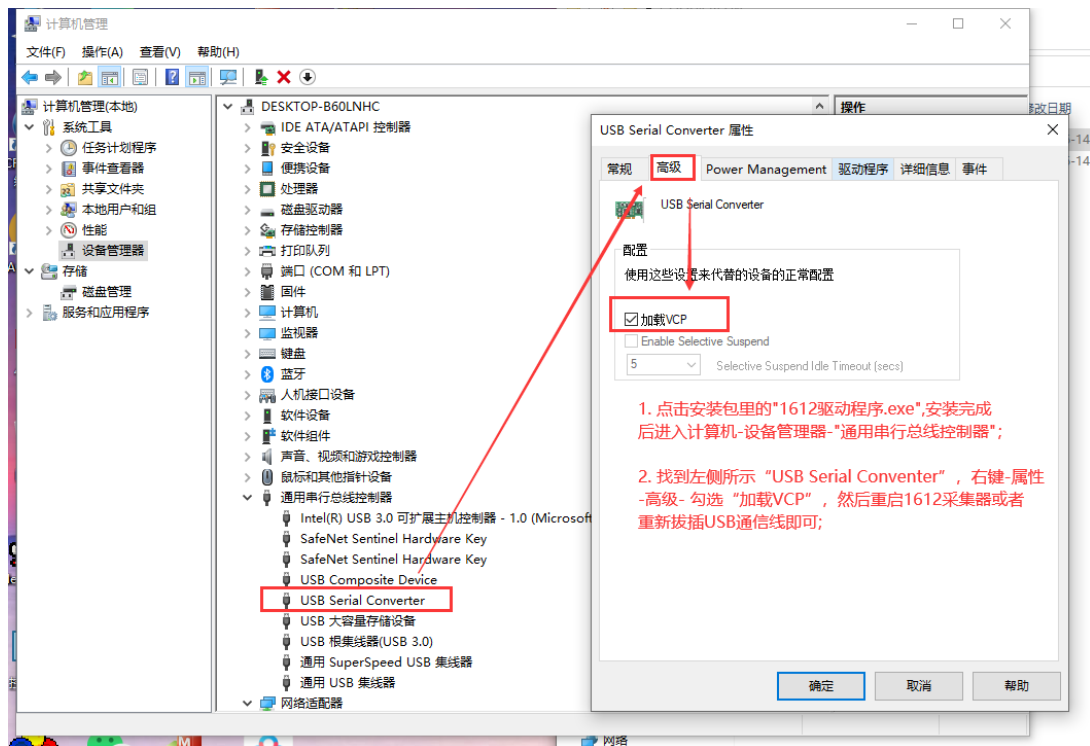 计算机管理
文件(F) 操作(A) 查看(V) 帮助(H)
计算机管理(本地)
系统工具
任务计划程序
事件查看器
共享文件夹
本地用户和组
性能
设备管理器
存储
磁盘管理
服务和应用程序
DESKTOP-B60LNHC
IDE ATA/ATAPI 控制器
安全设备
便携设备
处理器
磁盘驱动器
存储控制器
打印队列
端口 (COM 和 LPT)
固件
计算机
监视器
键盘
蓝牙
人机接口设备
软件设备
软件组件
声音、视频和游戏控制器
鼠标和其他指针设备
通用串行总线控制器
Intel(R) USB 3.0 可扩展主机控制器 - 1.0 (Microsoft
SafeNet Sentinel Hardware Key
SafeNet Sentinel Hardware Key
USB Composite Device
USB Serial Converter
USB 大容量存储设备
USB 根集线器(USB 3.0)
通用 SuperSpeed USB 集线器
通用 USB 集线器
网络适配器
操作
修改日期
-14
-14
USB Serial Converter 属性
常规 高级 Power Management 驱动程序 详细信息 事件
USB Serial Converter
配置
使用这些设置来代替的设备的正常配置
加载VCP
Enable Selective Suspend
5 Selective Suspend Idle Timeout (secs)
1. 点击安装包里的"1612驱动程序.exe",安装完成
后进入计算机-设备管理器-"通用串行总线控制器";
2. 找到左侧所示“USB Serial Conventer”，右键-属性
-高级- 勾选“加载VCP”，然后重启1612采集器或者
重新拔插USB通信线即可;
确定 取消 帮助
网络